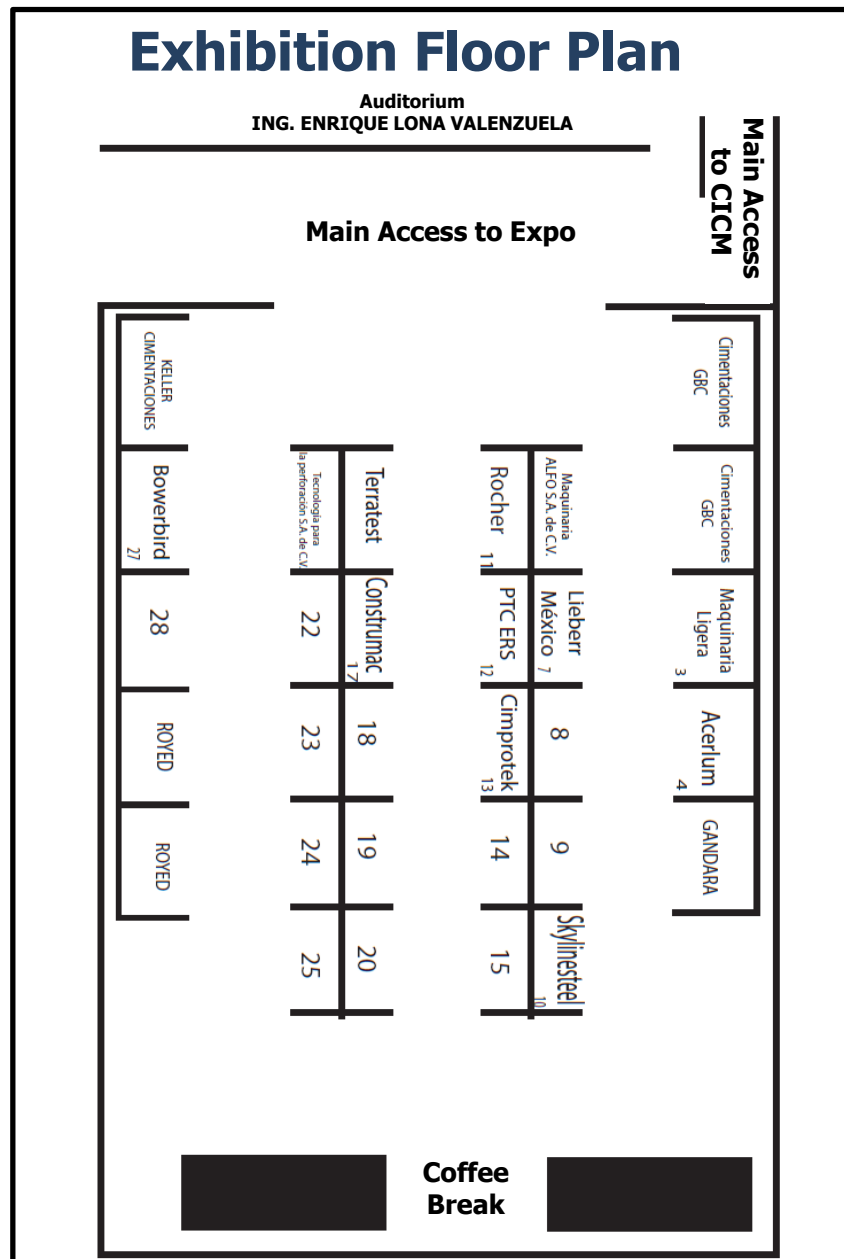 Exhibition Floor Plan
Auditorium
ING. ENRIQUE LONA VALENZUELA
Main Access
to CICM
Main Access to Expo
KELLER
CIMENTACIONES
Bowerbird
27
28
ROYED
ROYED
Tecnología para
la perforación S.A. de C.V.
22
23
24
25
Terratest
Construmac
17
18
19
20
Rocher
11
PTC ERS
12
Cimprotek
13
14
15
Maquinaria
ALFO S.A. de C.V.
Lieberr
México 7
8
9
Skylinesteel
10
Cimentaciones
GBC
Cimentaciones
GBC
Maquinaria
Ligera
3
Acerlum
4
GANDARA
Coffee
Break